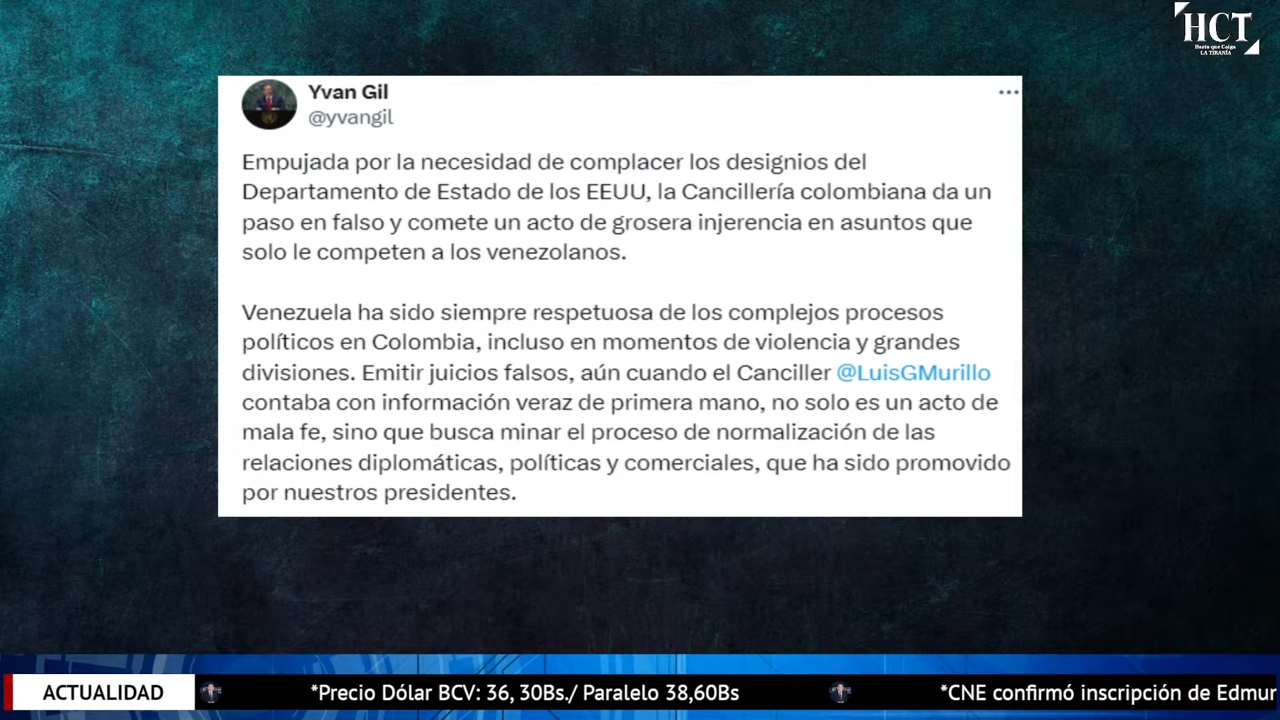 HCT
Hasta que Caiga
LA TIRANÍA
Yvan Gil
@yvangil
Empujada por la necesidad de complacer los designios del
Departamento de Estado de los EEUU, la Cancillería colombiana da un
paso en falso y comete un acto de grosera injerencia en asuntos que
solo le competen a los venezolanos.
Venezuela ha sido siempre respetuosa de los complejos procesos
políticos en Colombia, incluso en momentos de violencia y grandes
divisiones. Emitir juicios falsos, aún cuando el Canciller @LuisGMurillo
contaba con información veraz de primera mano, no solo es un acto de
mala fe, sino que busca minar el proceso de normalización de las
relaciones diplomáticas, políticas y comerciales, que ha sido promovido
por nuestros presidentes.
ACTUALIDAD
*Precio Dólar BCV: 36, 30Bs./ Paralelo 38,60Bs
*CNE confirmó inscripción de Edmun